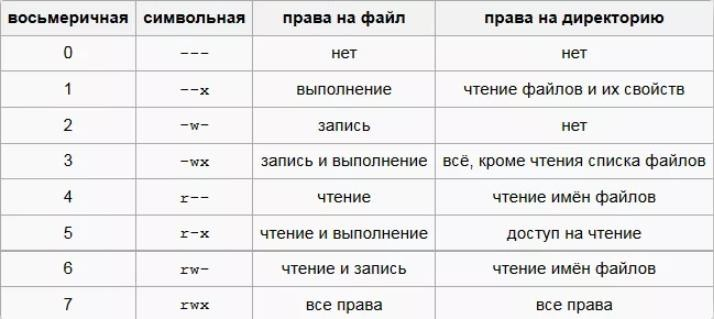 восьмеричная символьная права на файл права на директорию
0 --- нет нет
1 --x выполнение чтение файлов и их свойств
2 -w- запись нет
3 -wx запись и выполнение всё, кроме чтения списка файлов
4 r-- чтение чтение имён файлов
5 r-x чтение и выполнение доступ на чтение
6 rw- чтение и запись чтение имён файлов
7 rwx все права все права